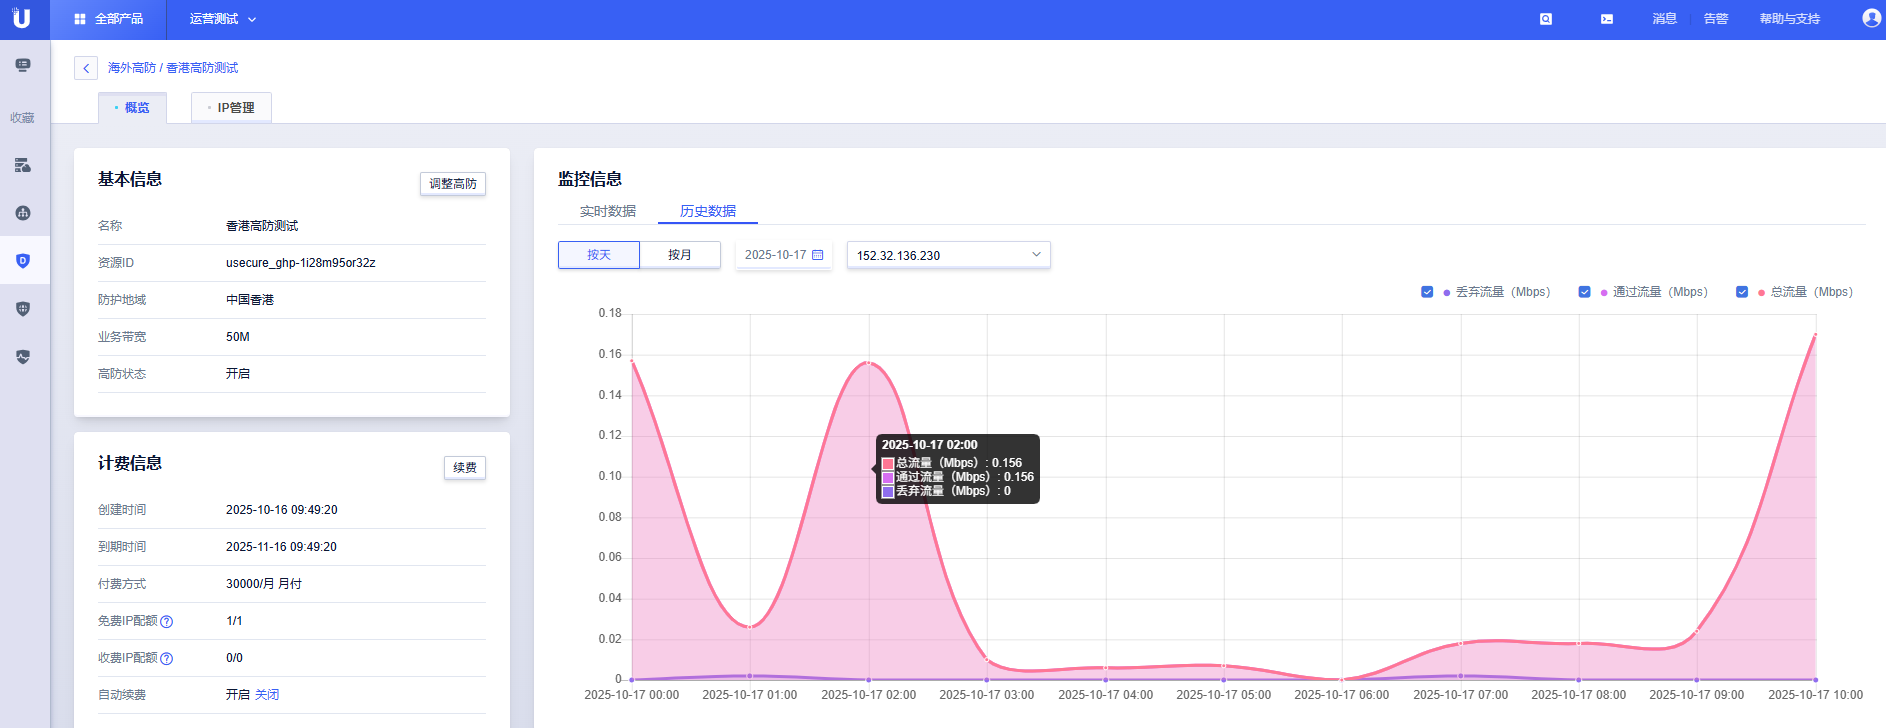 全部产品
运营测试
消息
告警
帮助与支持
收藏
海外高防 / 香港高防测试
概览
IP管理
基本信息
调整高防
名称
香港高防测试
资源ID
usecure_ghp-1i28m95or32z
防护地域
中国香港
业务带宽
50M
高防状态
开启
计费信息
续费
创建时间
2025-10-16 09:49:20
到期时间
2025-11-16 09:49:20
付费方式
30000/月 月付
免费IP配额
1/1
收费IP配额
0/0
自动续费
开启 关闭
监控信息
实时数据
历史数据
按天
按月
2025-10-17
152.32.136.230
丢弃流量（Mbps）
通过流量（Mbps）
总流量（Mbps）
0.18
0.16
0.14
0.12
0.10
0.08
0.06
0.04
0.02
0
2025-10-17 02:00
总流量（Mbps）: 0.156
通过流量（Mbps）: 0.156
丢弃流量（Mbps）: 0
2025-10-17 00:00
2025-10-17 01:00
2025-10-17 02:00
2025-10-17 03:00
2025-10-17 04:00
2025-10-17 05:00
2025-10-17 06:00
2025-10-17 07:00
2025-10-17 08:00
2025-10-17 09:00
2025-10-17 10:00